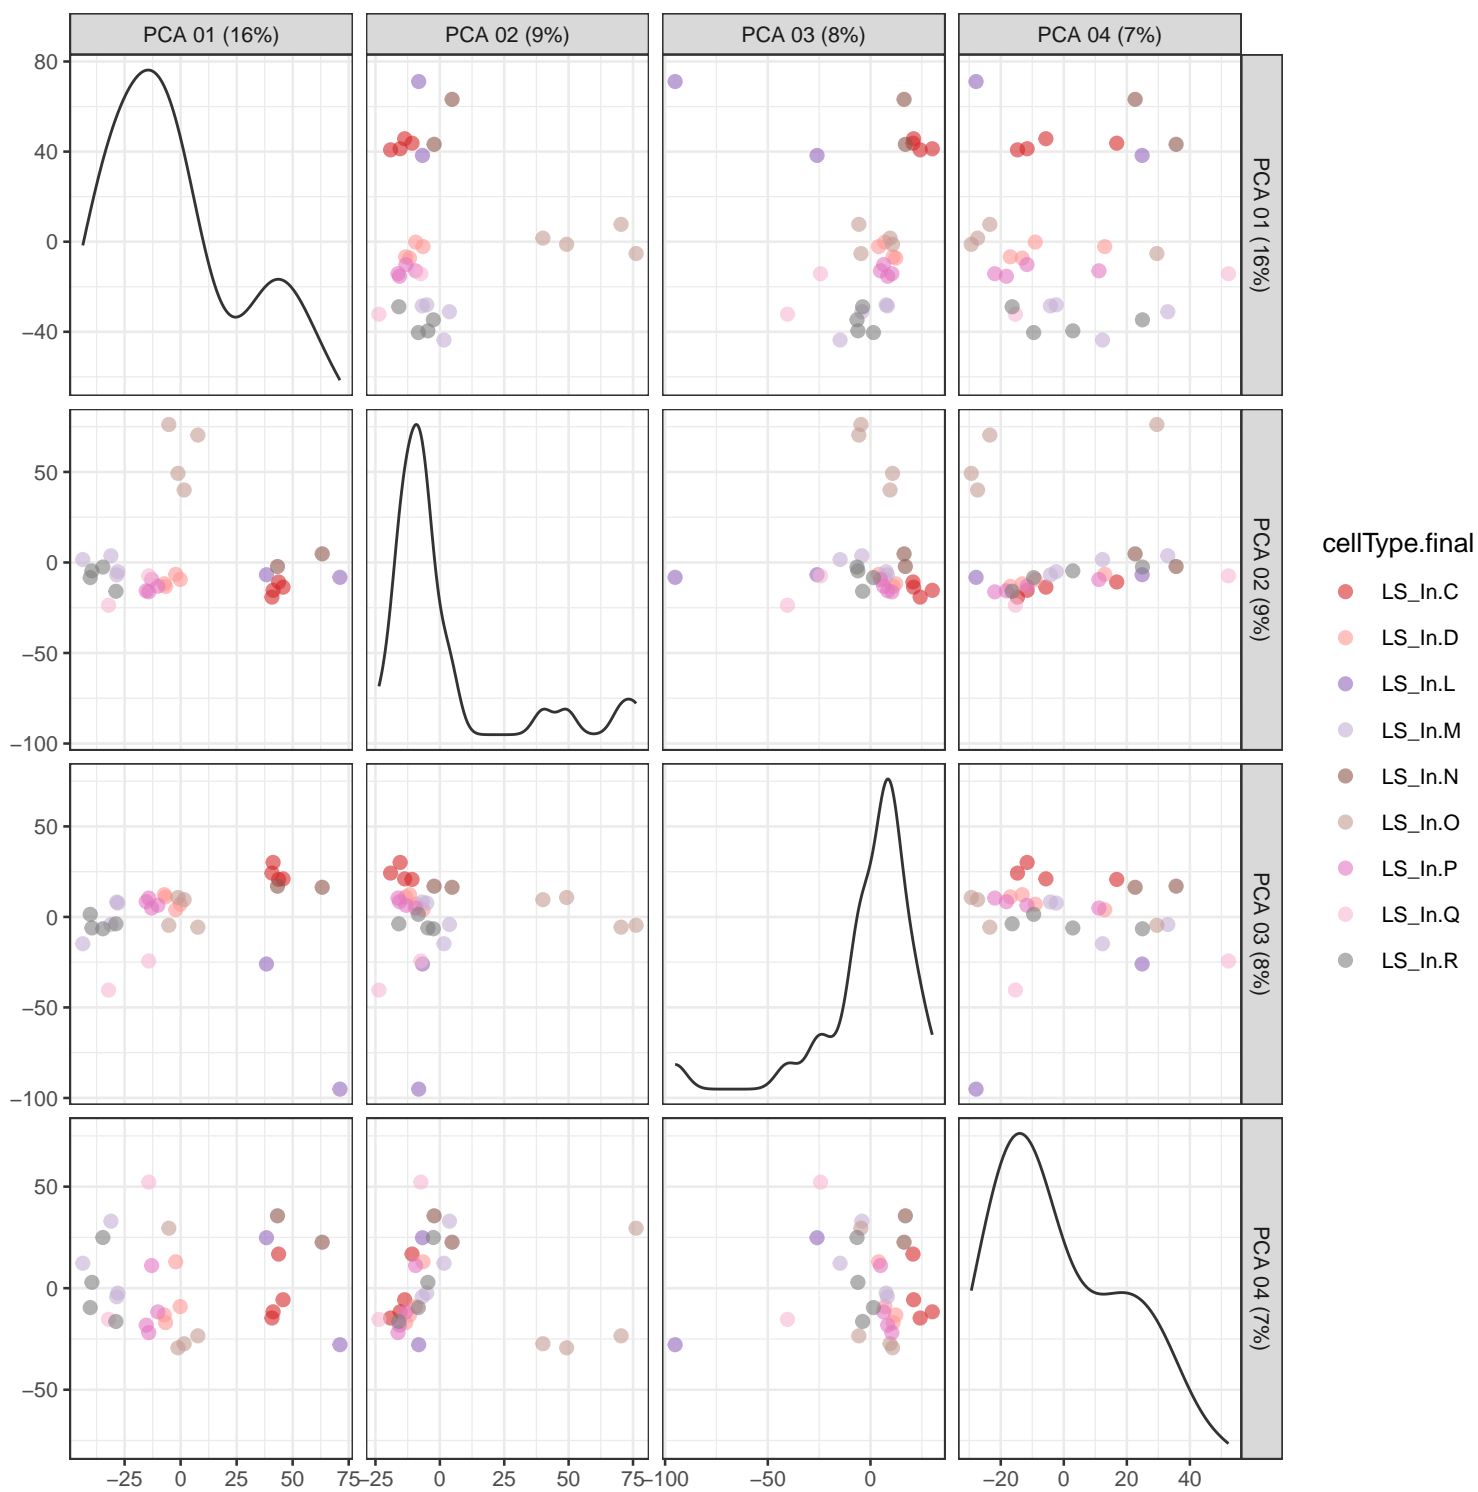 PCA 01 (16%) PCA 02 (9%) PCA 03 (8%) PCA 04 (7%)
80
40
0
−40
PCA 01 (16%)
50
0
−50
−100
PCA 02 (9%)
50
0
−50
−100
PCA 03 (8%)
50
0
−50
PCA 04 (7%)
−25 0 25 50 75 −25 0 25 50 75 −100 −50 0 −20 0 20 40
cellType.final
LS_In.C
LS_In.D
LS_In.L
LS_In.M
LS_In.N
LS_In.O
LS_In.P
LS_In.Q
LS_In.R